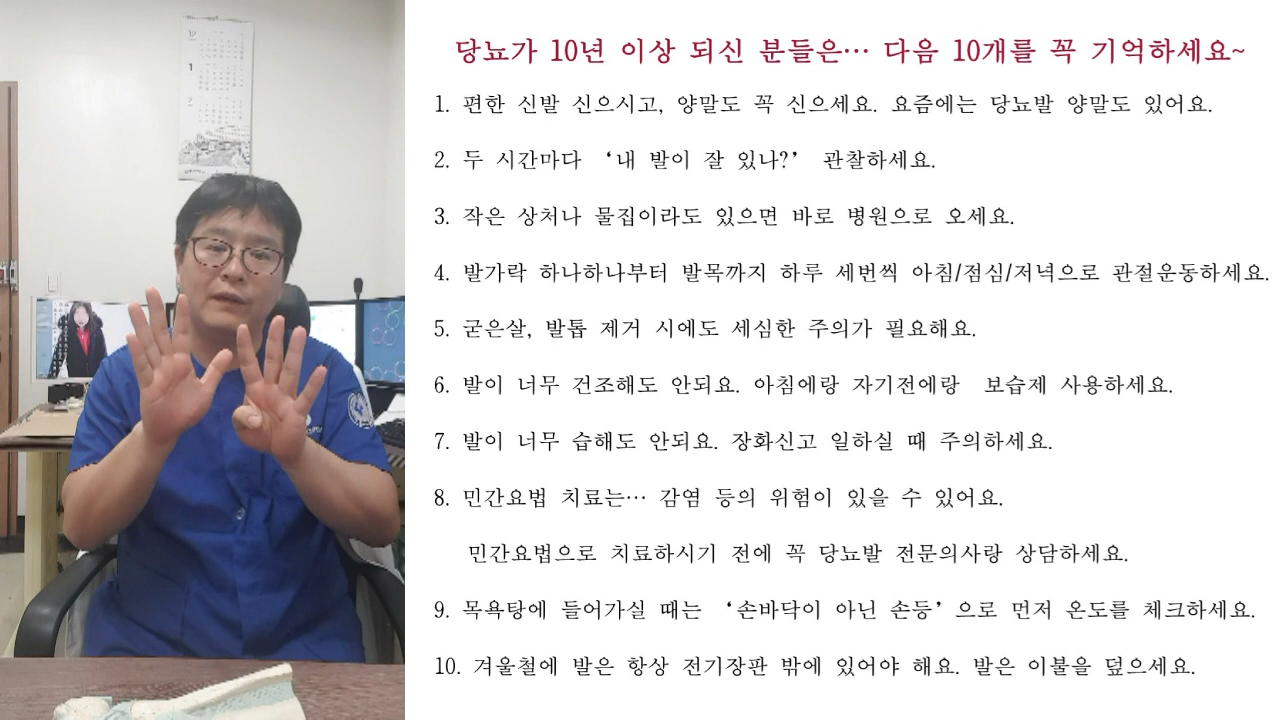 당뇨가 10년 이상 되신 분들은… 다음 10개를 꼭 기억하세요~
1. 편한 신발 신으시고, 양말도 꼭 신으세요. 요즘에는 당뇨발 양말도 있어요.
2. 두 시간마다 ‘내 발이 잘 있나?’ 관찰하세요.
3. 작은 상처나 물집이라도 있으면 바로 병원으로 오세요.
4. 발가락 하나하나부터 발목까지 하루 세번씩 아침/점심/저녁으로 관절운동하세요.
5. 굳은살, 발톱 제거 시에도 세심한 주의가 필요해요.
6. 발이 너무 건조해도 안되요. 아침에랑 자기전에랑 보습제 사용하세요.
7. 발이 너무 습해도 안되요. 장화신고 일하실 때 주의하세요.
8. 민간요법 치료는… 감염 등의 위험이 있을 수 있어요.
민간요법으로 치료하시기 전에 꼭 당뇨발 전문의사랑 상담하세요.
9. 목욕탕에 들어가실 때는 ‘손바닥이 아닌 손등’으로 먼저 온도를 체크하세요.
10. 겨울철에 발은 항상 전기장판 밖에 있어야 해요. 발은 이불을 덮으세요.